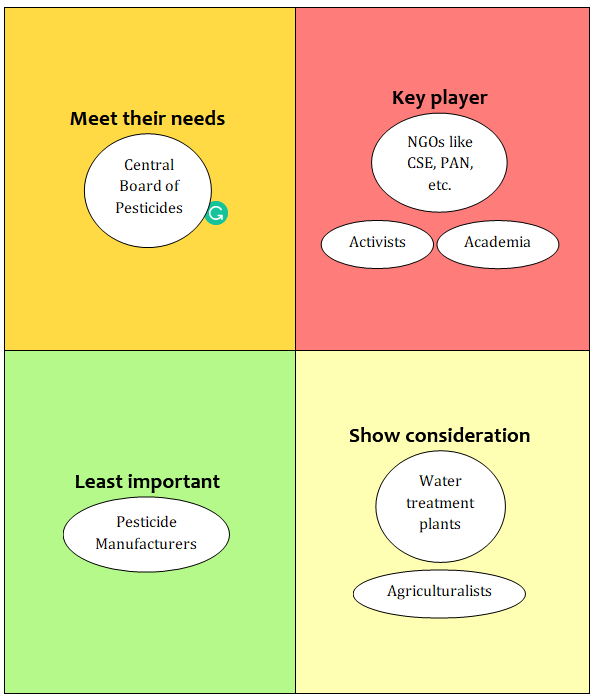 Meet their needs
Central
Board of
Pesticides
Key player
NGOs like
CSE, PAN,
etc.
Activists
Academia
Least important
Pesticide
Manufacturers
Show consideration
Water
treatment
plants
Agriculturalists